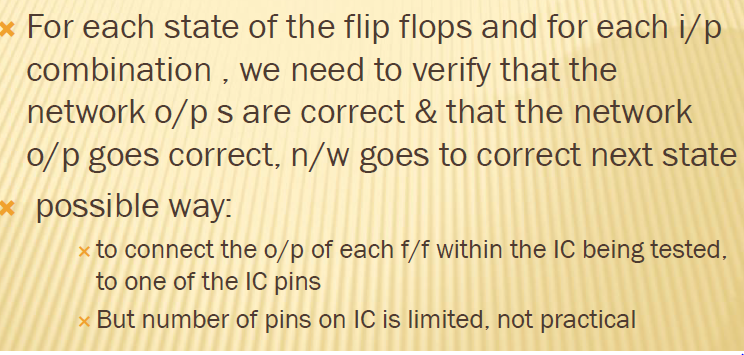 For each state of the flip flops and for each i/p
combination , we need to verify that the
network o/p s are correct & that the network
o/p goes correct, n/w goes to correct next state
possible way:
to connect the o/p of each f/f within the IC being tested,
to one of the IC pins
But number of pins on IC is limited, not practical